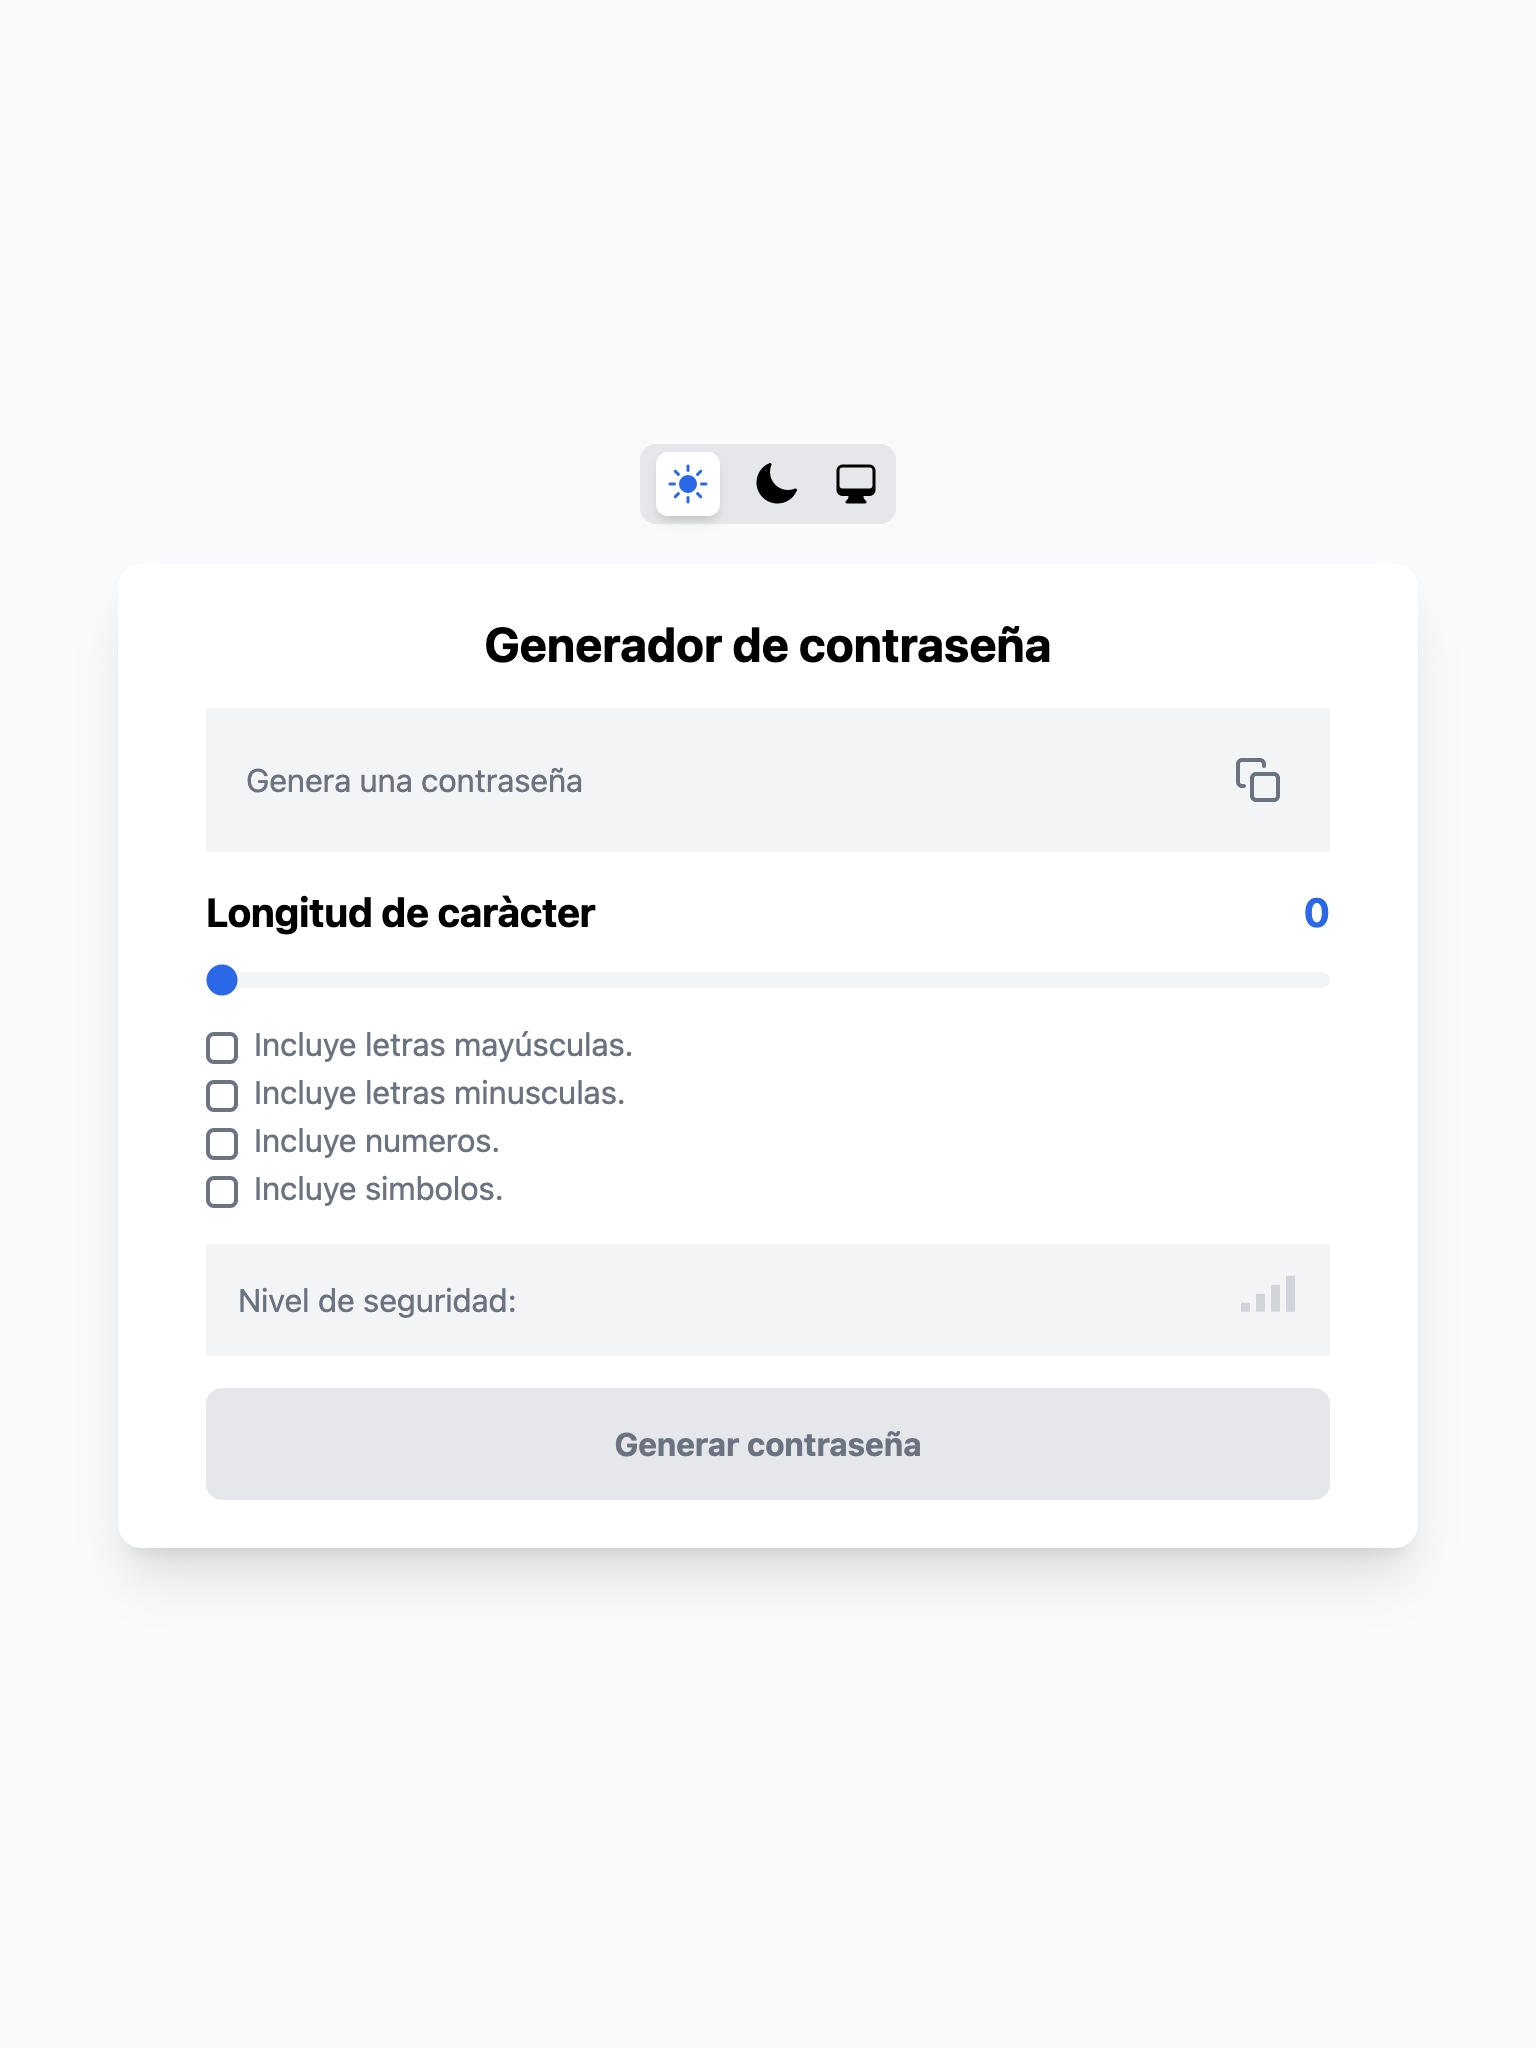 Generador de contraseña
Genera una contraseña
Longitud de caràcter 0
Incluye letras mayúsculas.
Incluye letras minusculas.
Incluye numeros.
Incluye simbolos.
Nivel de seguridad:
Generar contraseña